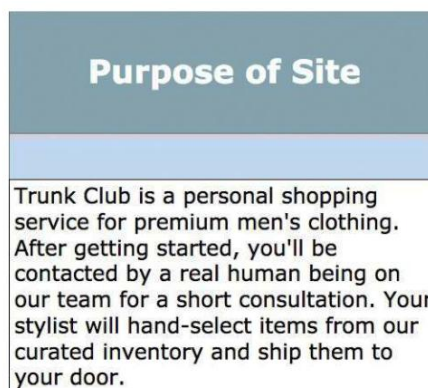 Purpose of Site
Trunk Club is a personal shopping
service for premium men's clothing.
After getting started, you'll be
contacted by a real human being on
our team for a short consultation. Your
stylist will hand-select items from our
curated inventory and ship them to
your door.